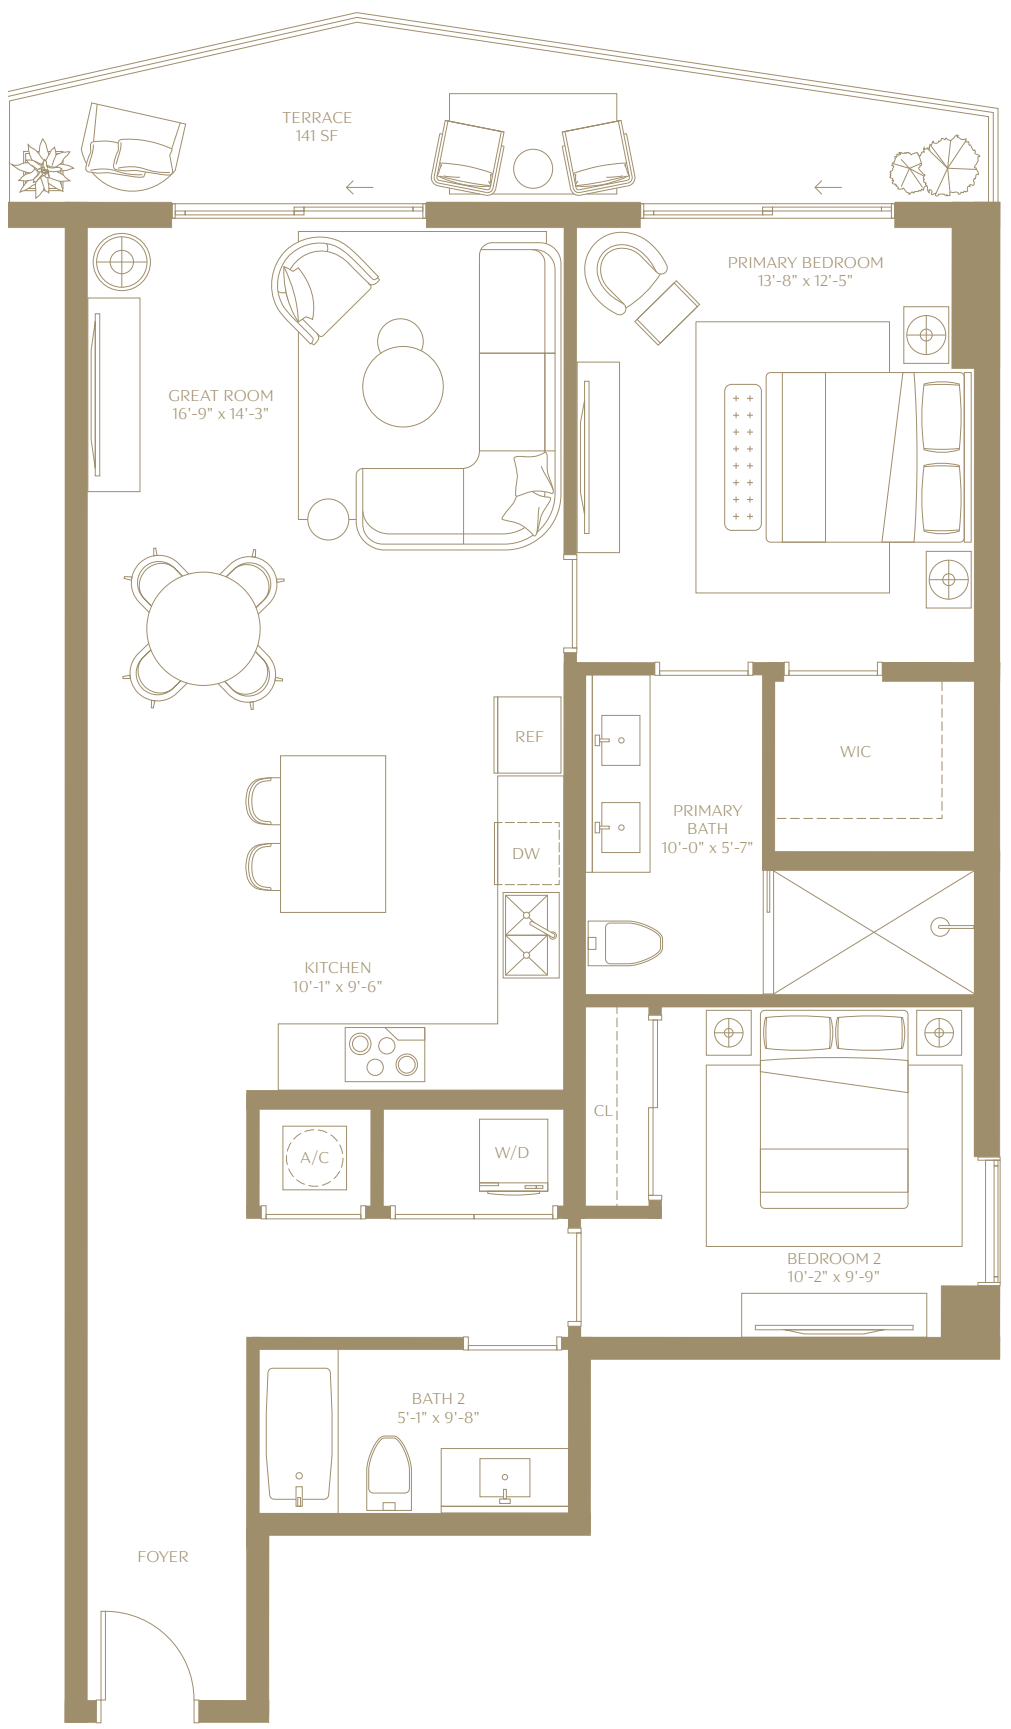 TERRACE
141 SF
PRIMARY BEDROOM
13'-8" x 12'-5"
GREAT ROOM
16'-9" x 14'-3"
REF
WIC
PRIMARY
BATH
10'-0" x 5'-7"
DW
KITCHEN
10'-1" x 9'-6"
CL
A/C
W/D
BEDROOM 2
10'-2" x 9'-9"
BATH 2
5'-1" x 9'-8"
FOYER